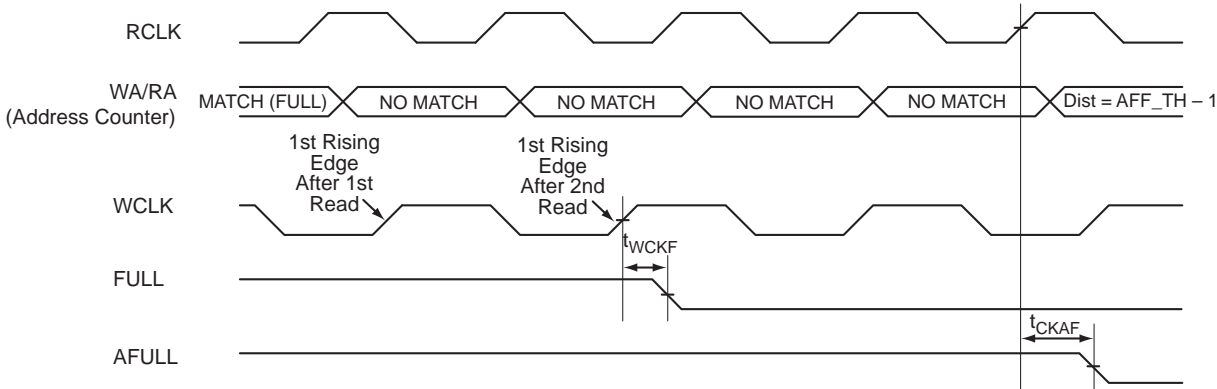 RCLK
WA/RA
(Address Counter)
MATCH (FULL)
NO MATCH
NO MATCH
NO MATCH
NO MATCH
Dist = AFF_TH – 1
1st Rising
Edge
After 1st
Read
1st Rising
Edge
After 2nd
Read
WCLK
tWCKF
FULL
tCKAF
AFULL